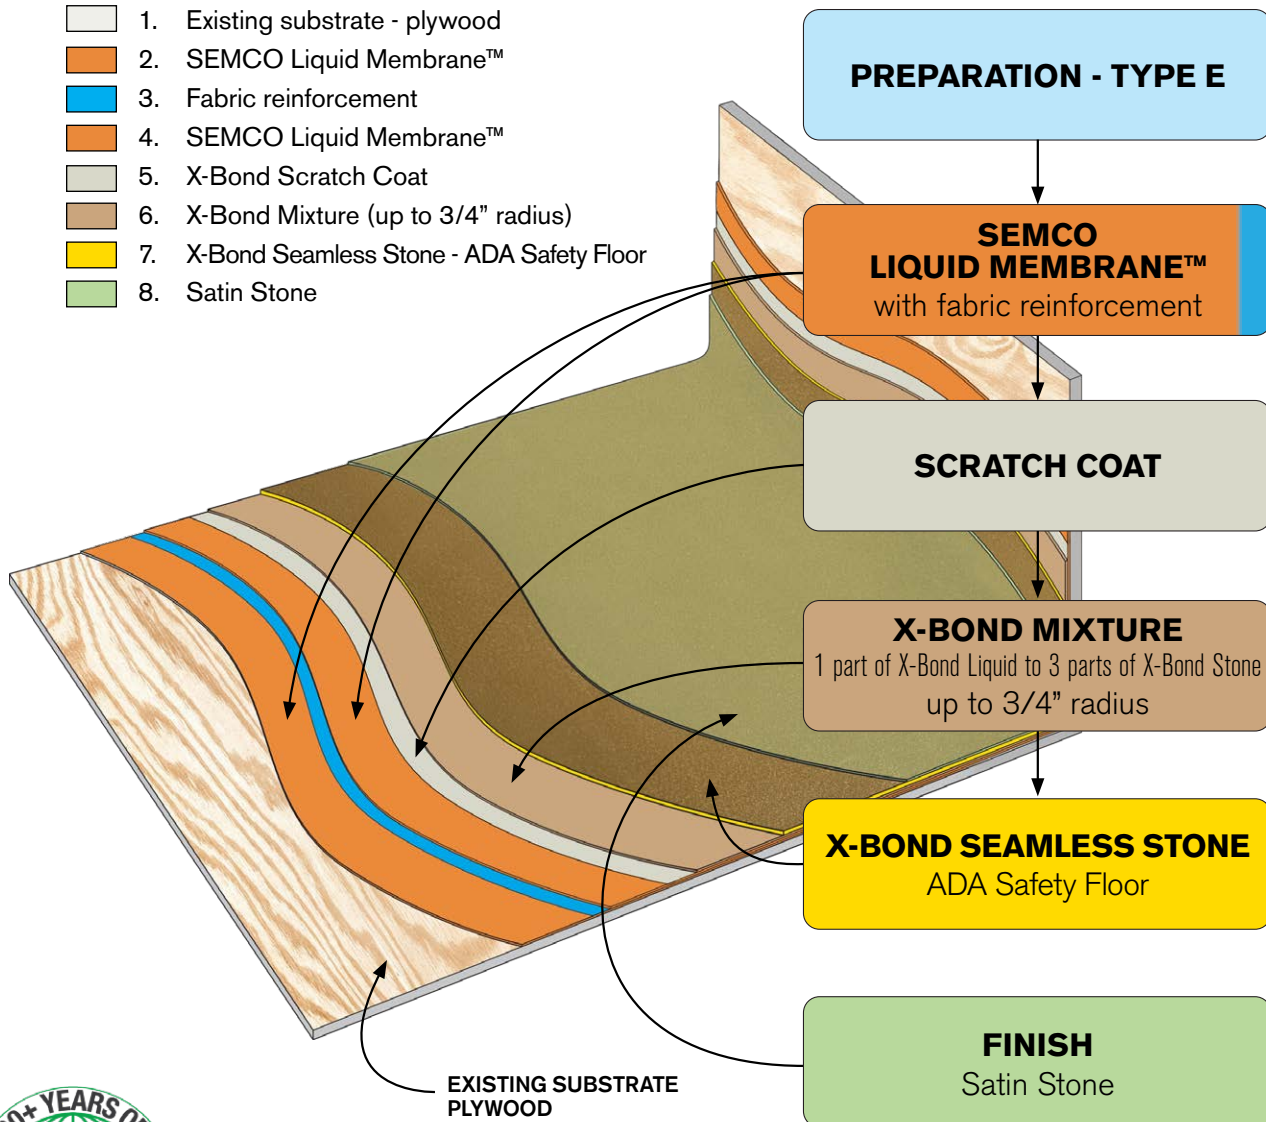 1. Existing substrate - plywood
2. SEMCO Liquid Membrane™
3. Fabric reinforcement
4. SEMCO Liquid Membrane™
5. X-Bond Scratch Coat
6. X-Bond Mixture (up to 3/4” radius)
7. X-Bond Seamless Stone - ADA Safety Floor
8. Satin Stone
PREPARATION - TYPE E
SEMCO
LIQUID MEMBRANE™
with fabric reinforcement
SCRATCH COAT
X-BOND MIXTURE
1 part of X-Bond Liquid to 3 parts of X-Bond Stone
up to 3/4” radius
X-BOND SEAMLESS STONE
ADA Safety Floor
FINISH
Satin Stone
EXISTING SUBSTRATE
PLYWOOD
YEARS